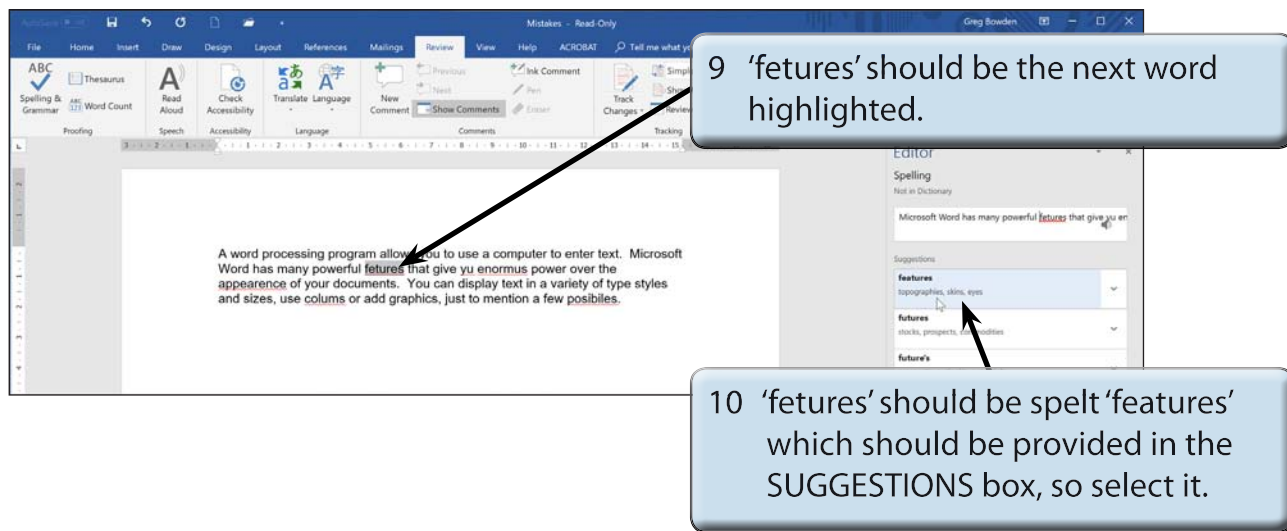 Mistakes - Read-Only
Greg Bowden
File Home Insert Draw Design Layout References Mailings Review View Help ACROBAT Tell me what yo
ABC
Spelling & Grammar
Thesaurus
ABC 123 Word Count
Proofing
A
Read Aloud
Speech
Check Accessibility
Accessibility
Translate Language
Language
New Comment
Previous
Next
Show Comments
Ink Comment
Pen
Eraser
Comments
Track Changes
Simpl
Show
Review
Tracking
9 ‘fetures’ should be the next word
highlighted.
Editor
Spelling
Not in Dictionary
Microsoft Word has many powerful fetures that give yu en
Suggestions
features
topographies, skins, eyes
futures
stocks, prospects, commodities
future's
A word processing program allows you to use a computer to enter text. Microsoft
Word has many powerful fetures that give yu enormus power over the
appearence of your documents. You can display text in a variety of type styles
and sizes, use colums or add graphics, just to mention a few posibiles.
10 ‘fetures’ should be spelt ‘features’
which should be provided in the
SUGGESTIONS box, so select it.